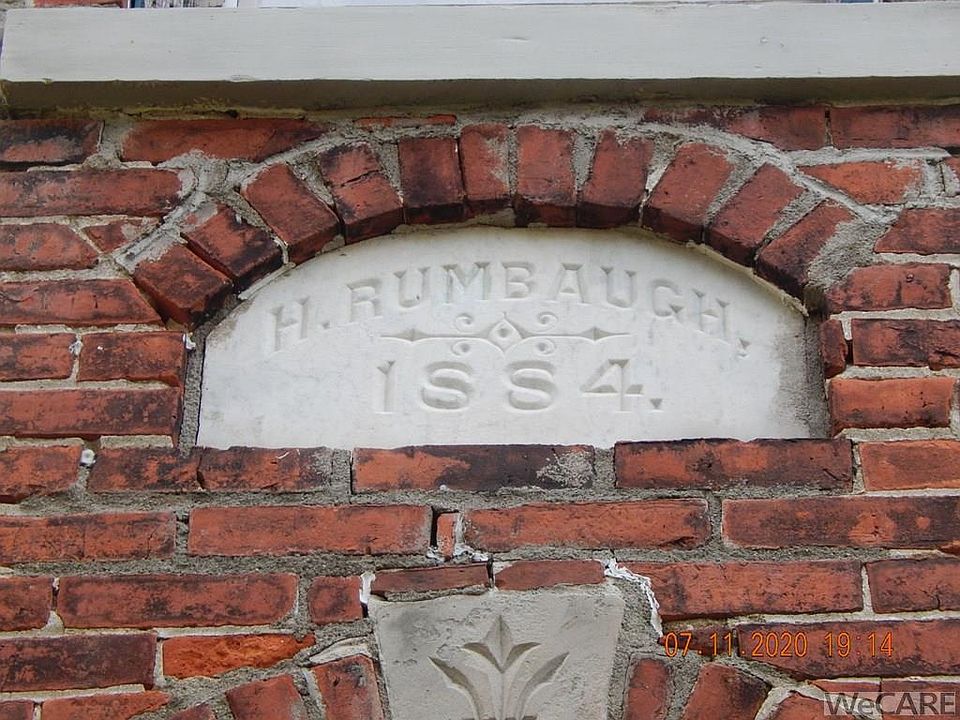 H. RUMBAUGH,
1884.
07.11.2020 19:14
WeCARE